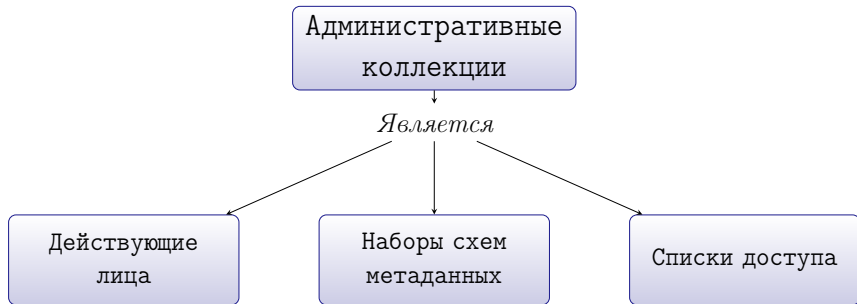 Административные
коллекции
Является
Действующие
лица
Наборы схем
метаданных
Списки доступа